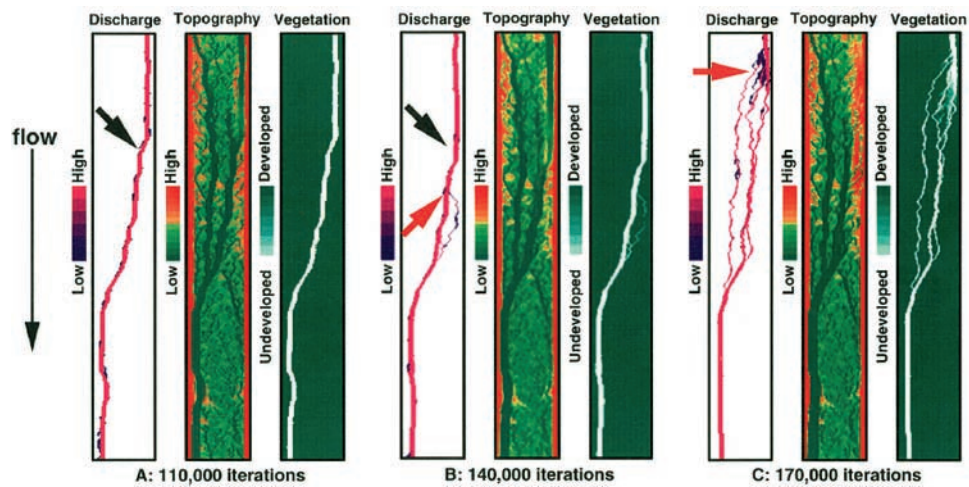 Discharge Topography Vegetation
Discharge Topography Vegetation
Discharge Topography Vegetation
flow
Low High
Low High
Undeveloped Developed
Low High
Low High
Undeveloped Developed
Low High
Low High
Undeveloped Developed
A: 110,000 iterations
B: 140,000 iterations
C: 170,000 iterations